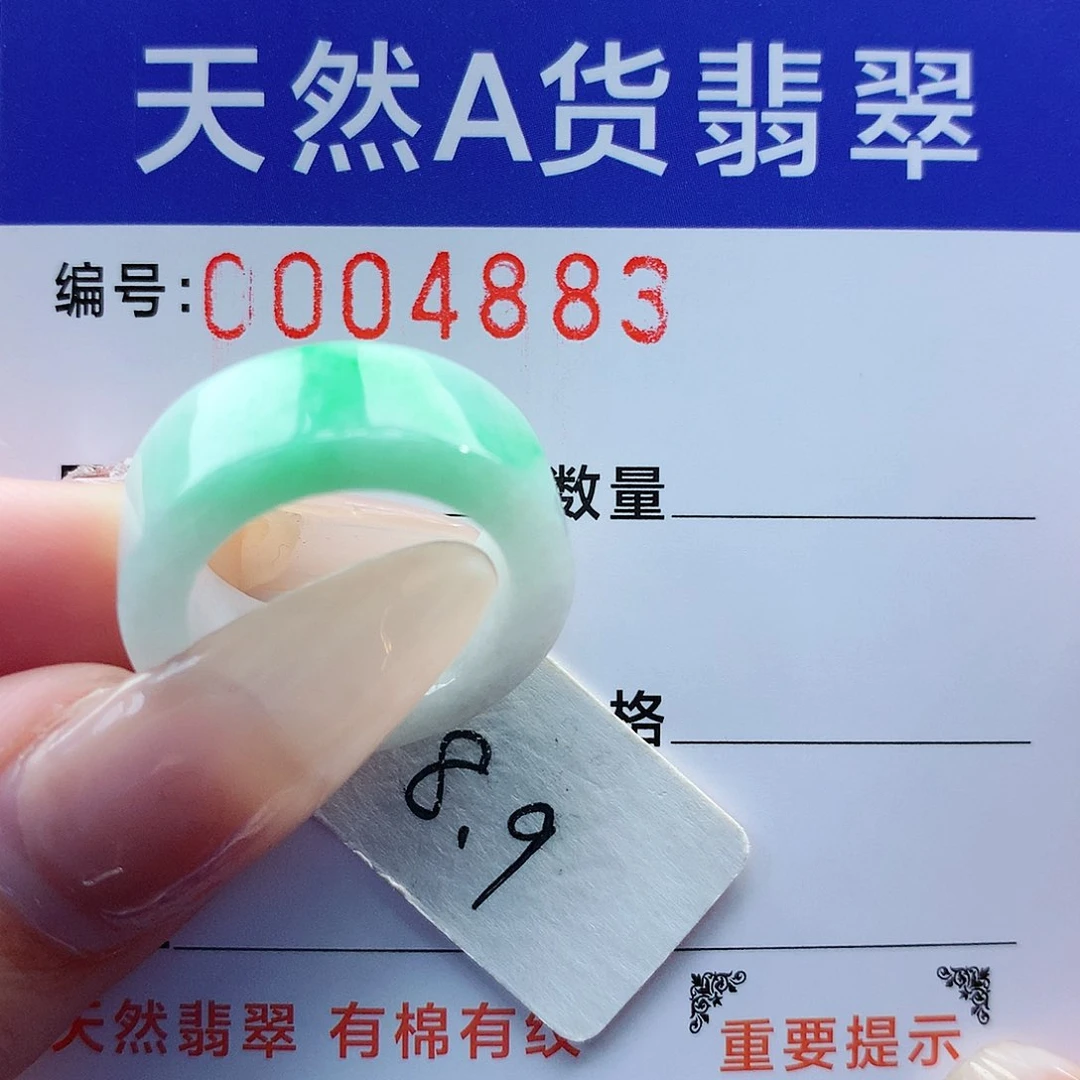 天然A货翡翠
编号:0004883
数量
格
8.9
天然翡翠 有棉有纹
重要提示